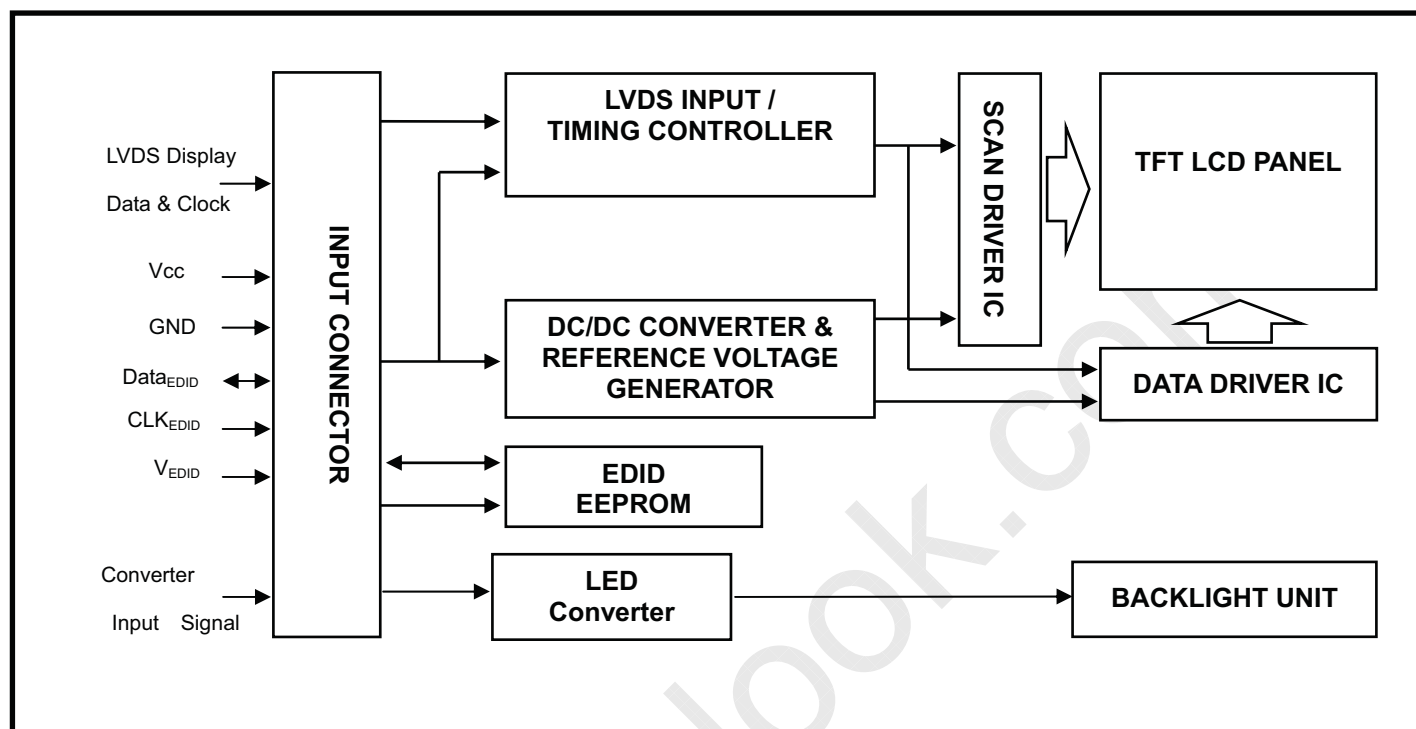 LVDS Display
Data & Clock
Vcc
GND
DataEDID
CLKEDID
VEDID
Converter
Input Signal
INPUT CONNECTOR
LVDS INPUT /
TIMING CONTROLLER
DC/DC CONVERTER &
REFERENCE VOLTAGE
GENERATOR
EDID
EEPROM
LED
Converter
SCAN DRIVER IC
TFT LCD PANEL
DATA DRIVER IC
BACKLIGHT UNIT
look.com